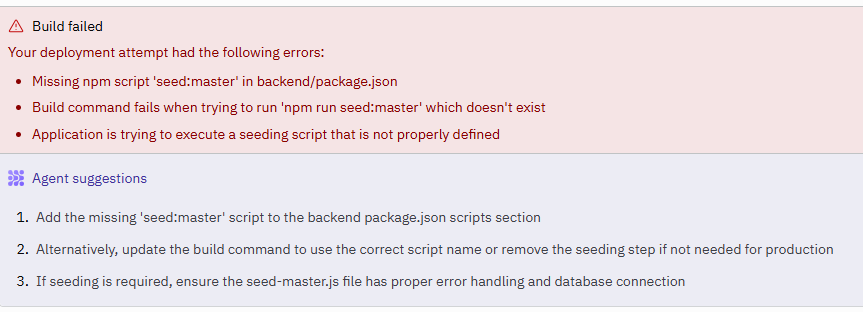 Build failed
Your deployment attempt had the following errors:
• Missing npm script 'seed:master' in backend/package.json
• Build command fails when trying to run 'npm run seed:master' which doesn't exist
• Application is trying to execute a seeding script that is not properly defined
Agent suggestions
1. Add the missing 'seed:master' script to the backend package.json scripts section
2. Alternatively, update the build command to use the correct script name or remove the seeding step if not needed for production
3. If seeding is required, ensure the seed-master.js file has proper error handling and database connection